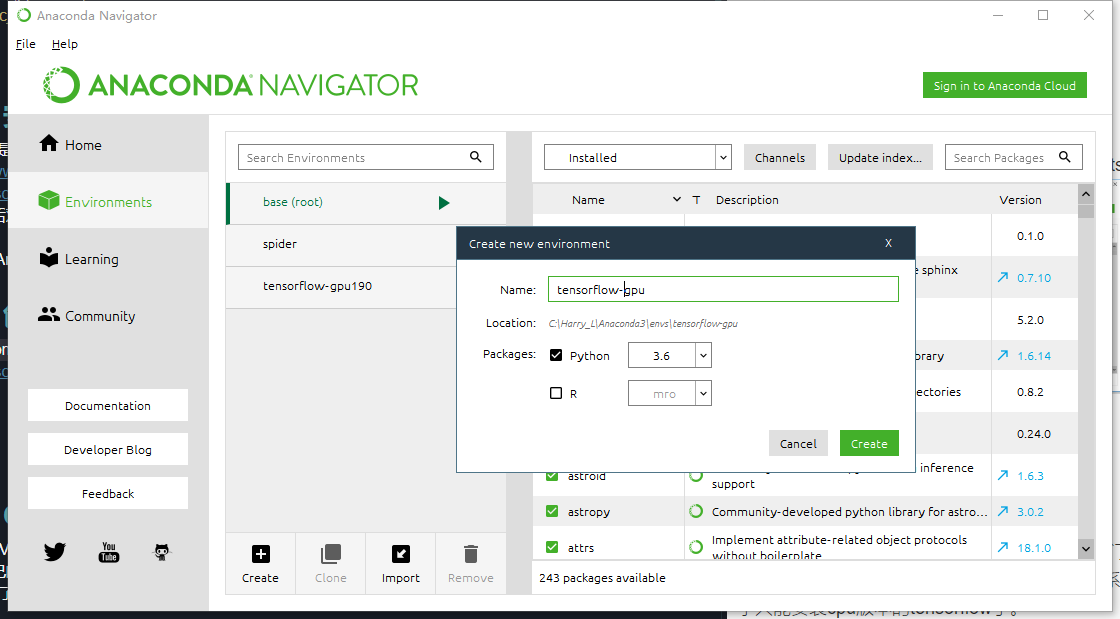 Anaconda Navigator
File Help
ANACONDA NAVIGATOR
Sign in to Anaconda Cloud
Home
Environments
Learning
Community
Documentation
Developer Blog
Feedback
You Tube
Search Environments
base (root)
spider
tensorflow-gpu190
Create
Clone
Import
Remove
Installed
Channels
Update index...
Search Packages
Name T Description Version
0.1.0
sphinx
0.7.10
5.2.0
1.6.14
0.8.2
0.24.0
astroid inference support 1.6.3
astropy Community-developed python library for astro... 3.0.2
attrs Implement attribute-related object protocols without boilerplate 18.1.0
243 packages available
Create new environment X
Name: tensorflow-gpu
Location: C:\Harry_L\Anaconda3\envs\tensorflow-gpu
Packages: Python 3.6
R mro
Cancel Create